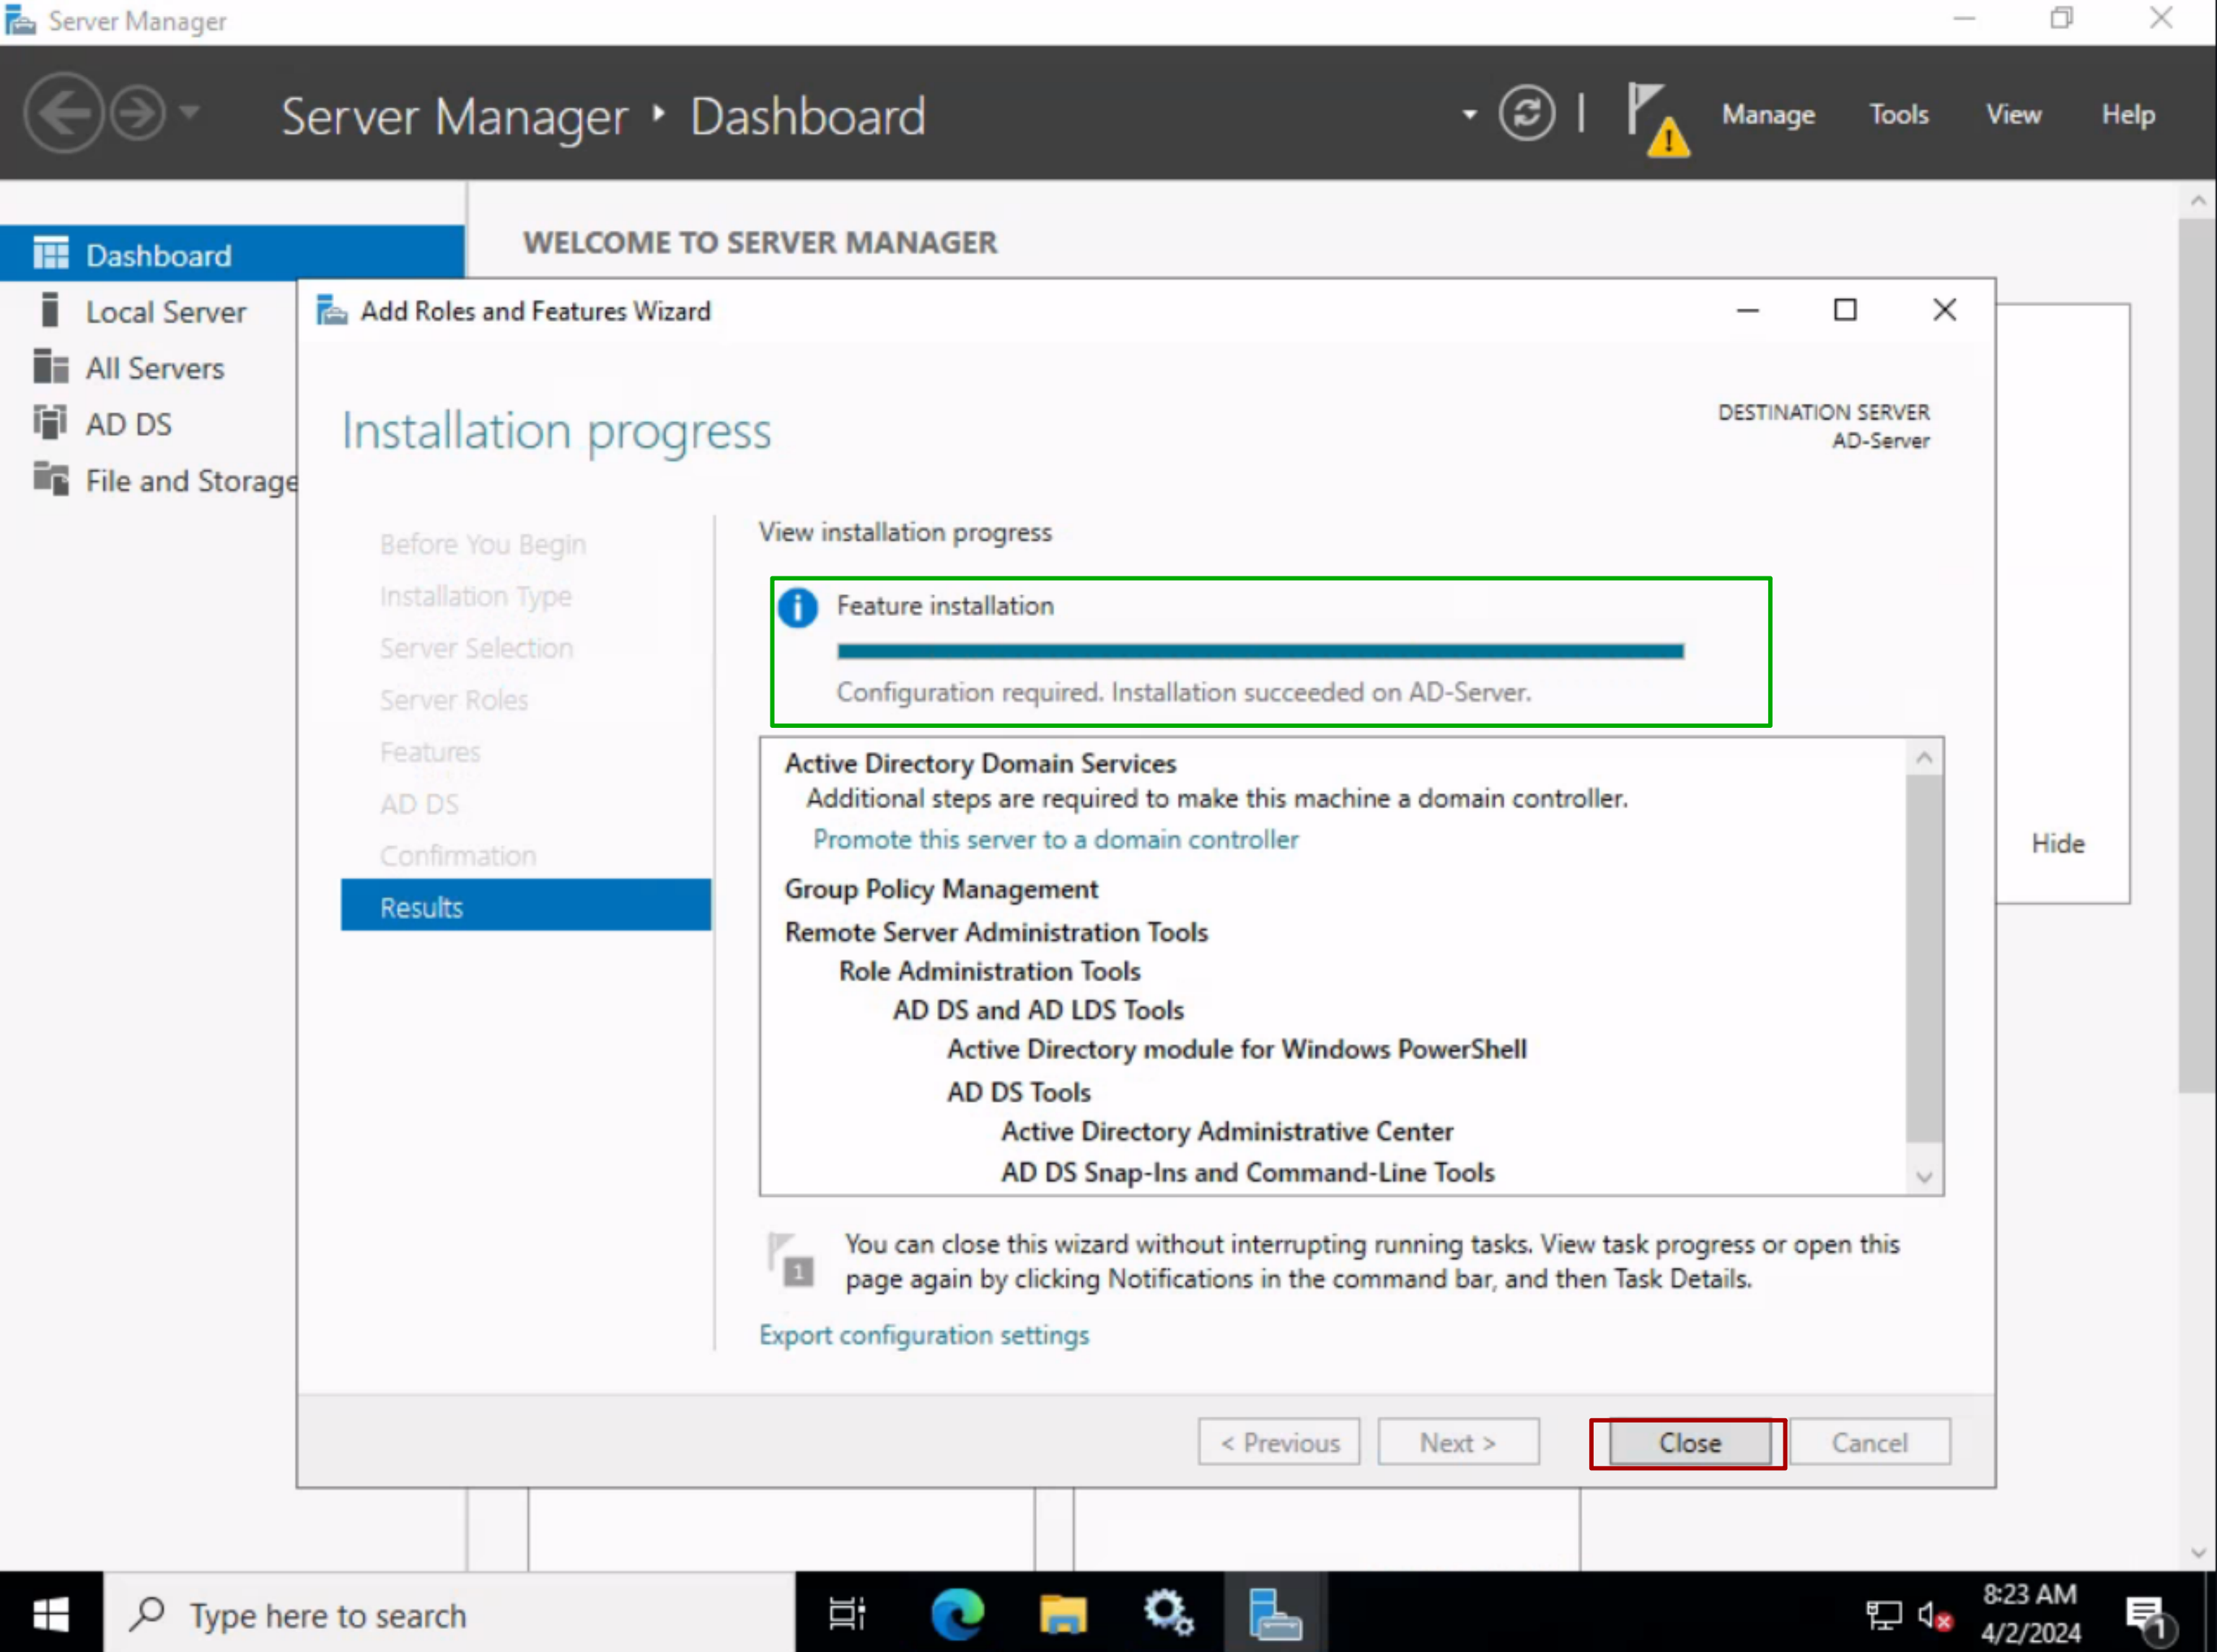 Server Manager
Server Manager ‣ Dashboard
Manage
Tools
View
Help
Dashboard
Local Server
All Servers
AD DS
File and Storage
WELCOME TO SERVER MANAGER
Add Roles and Features Wizard
Installation progress
DESTINATION SERVER
AD-Server
Before You Begin
Installation Type
Server Selection
Server Roles
Features
AD DS
Confirmation
Results
View installation progress
Feature installation
Configuration required. Installation succeeded on AD-Server.
Active Directory Domain Services
Additional steps are required to make this machine a domain controller.
Promote this server to a domain controller
Group Policy Management
Remote Server Administration Tools
Role Administration Tools
AD DS and AD LDS Tools
Active Directory module for Windows PowerShell
AD DS Tools
Active Directory Administrative Center
AD DS Snap-Ins and Command-Line Tools
1
You can close this wizard without interrupting running tasks. View task progress or open this
page again by clicking Notifications in the command bar, and then Task Details.
Export configuration settings
Hide
< Previous
Next >
Close
Cancel
Type here to search
8:23 AM
4/2/2024
1